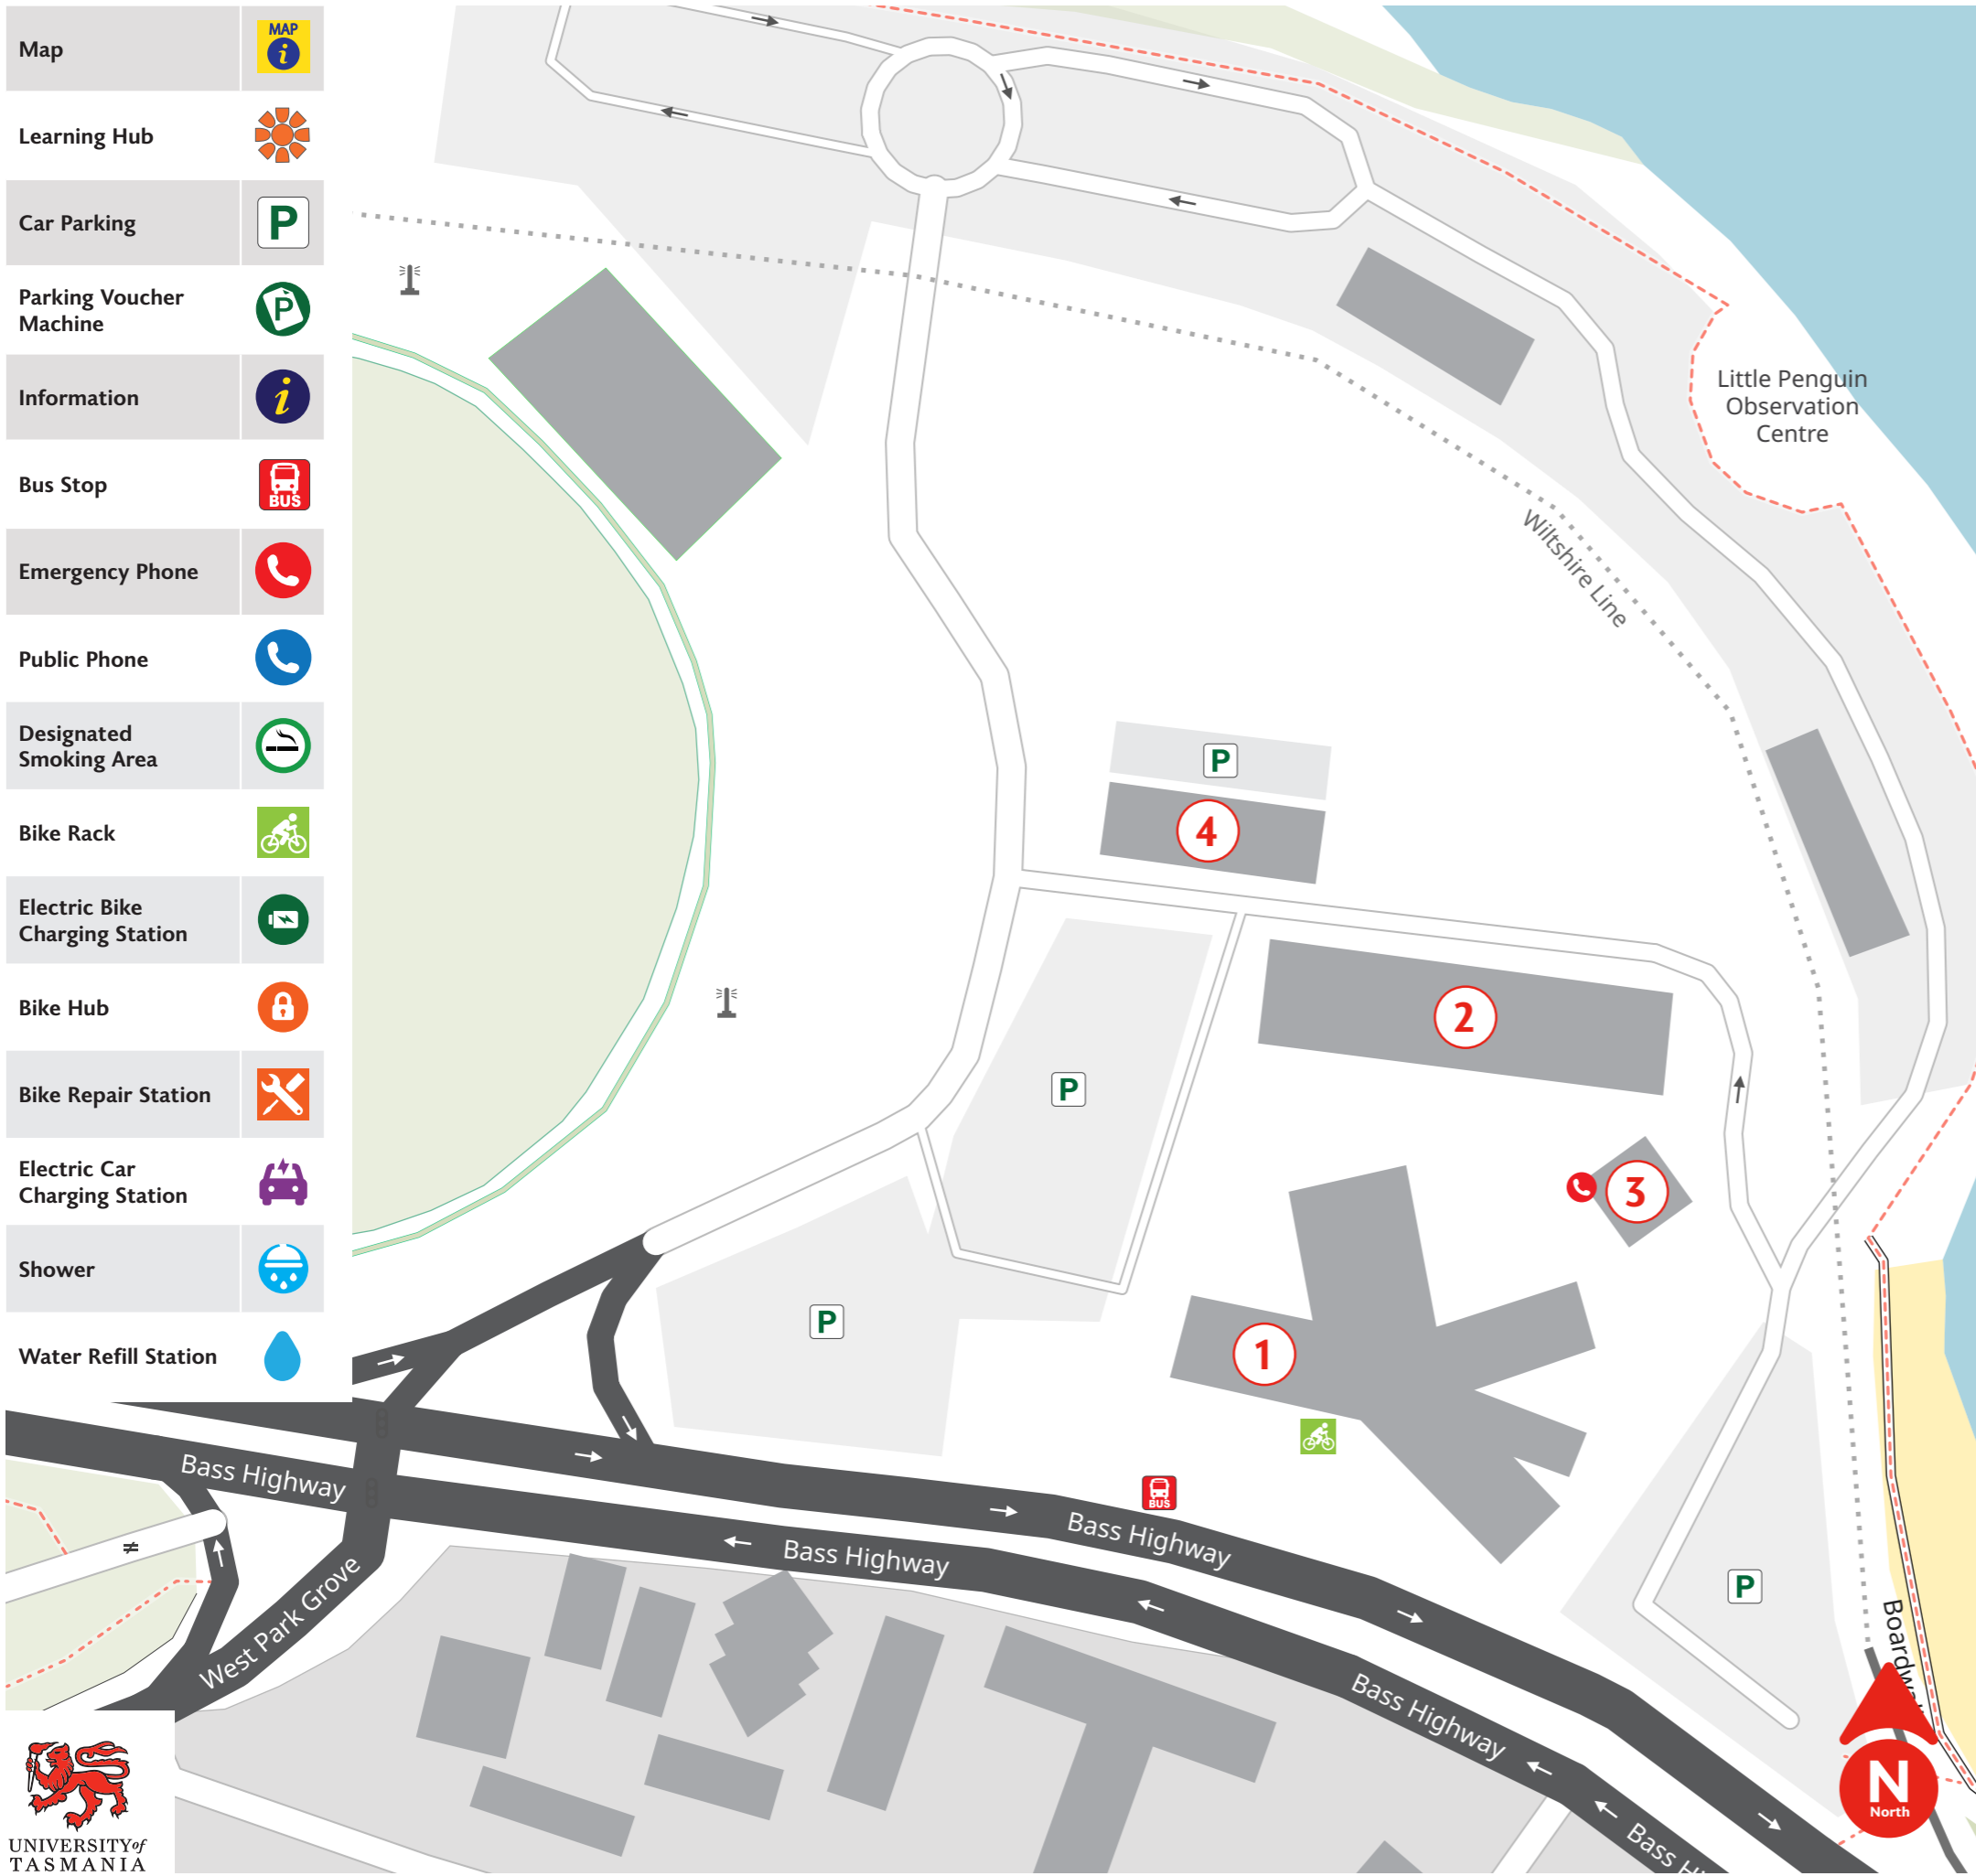 Map
MAP
i
Learning Hub
Car Parking
P
Parking Voucher
Machine
P
Information
i
Bus Stop
BUS
Emergency Phone
Public Phone
Designated
Smoking Area
Bike Rack
Electric Bike
Charging Station
Bike Hub
Bike Repair Station
Electric Car
Charging Station
Shower
Water Refill Station
Little Penguin
Observation
Centre
Wiltshire Line
P
4
2
P
3
P
1
BUS
Bass Highway
Bass Highway
Bass Highway
West Park Grove
P
Bass Highway
Bass Hi
N
North
UNIVERSITY of
TASMANIA